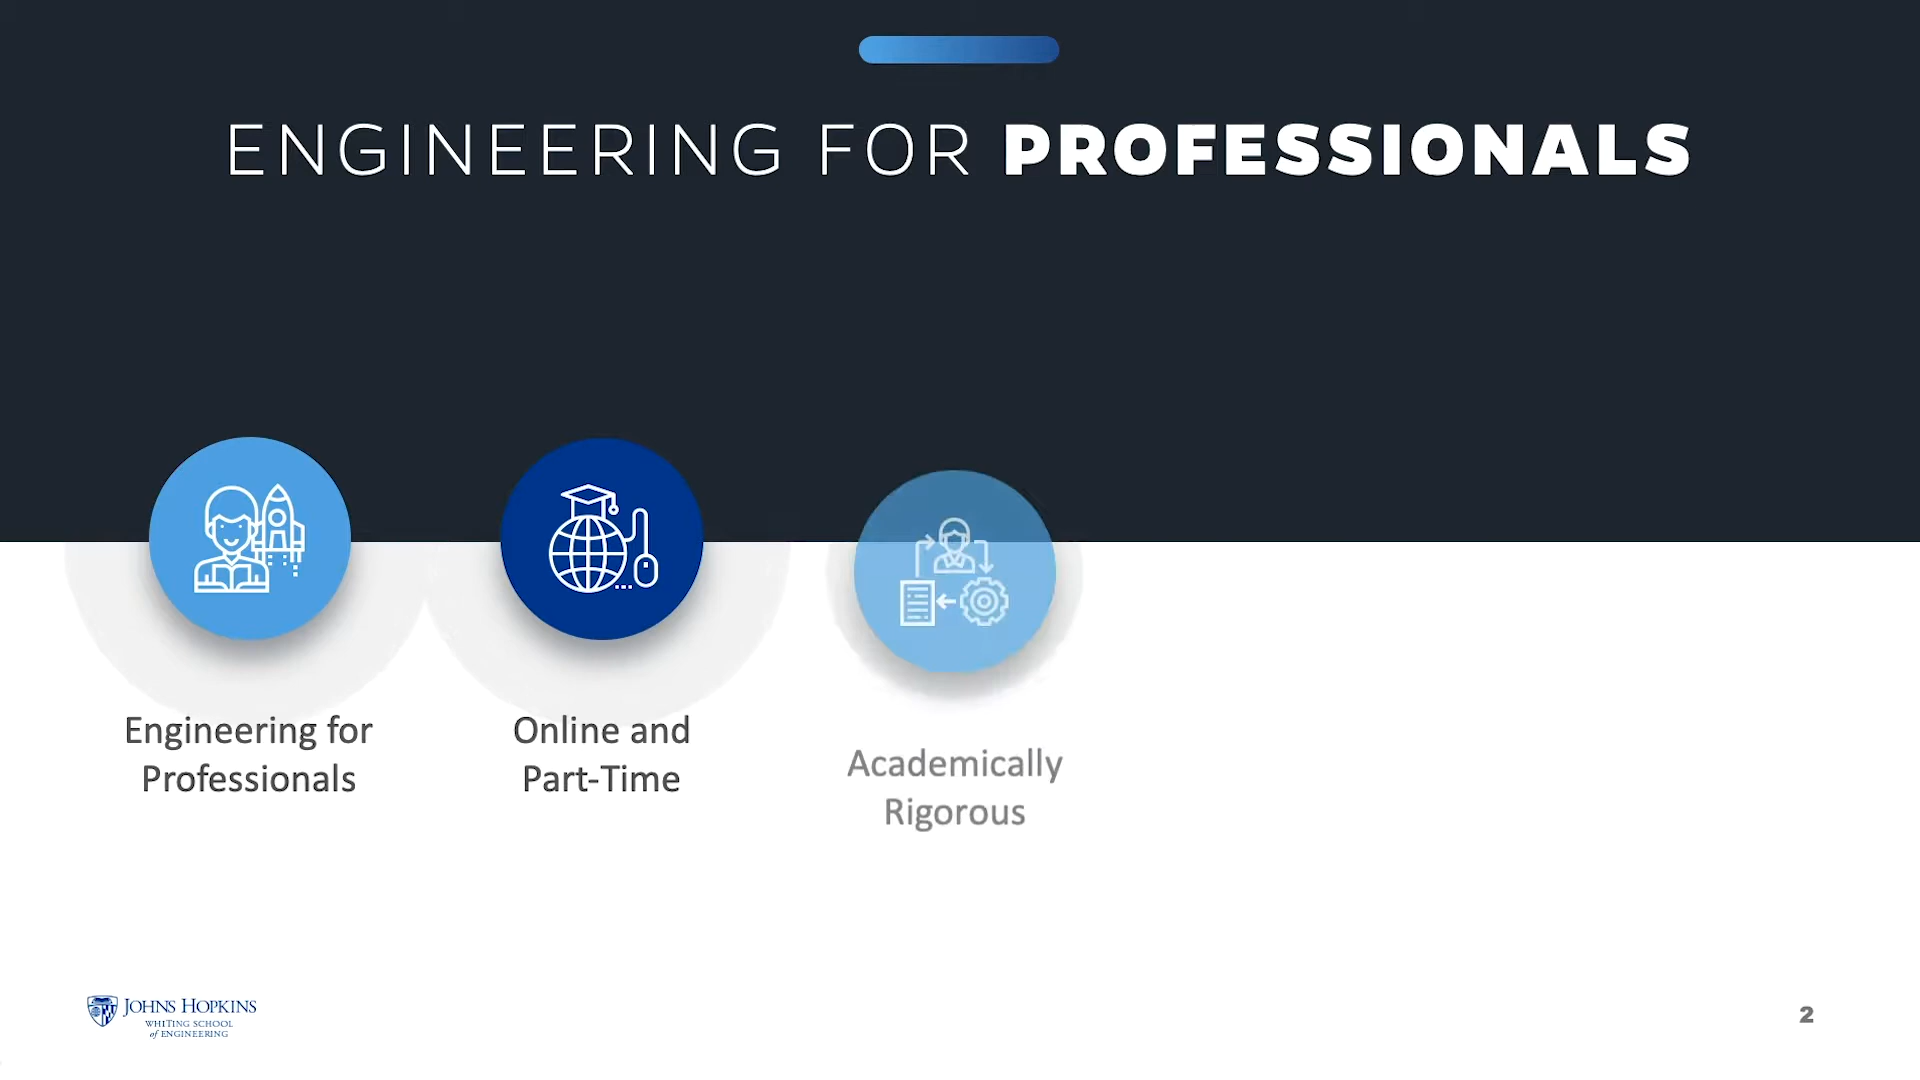 ENGINEERING FOR PROFESSIONALS
Engineering for
Professionals
Online and
Part-Time
Academically
Rigorous
JOHNS HOPKINS
WHITING SCHOOL
of ENGINEERING
2